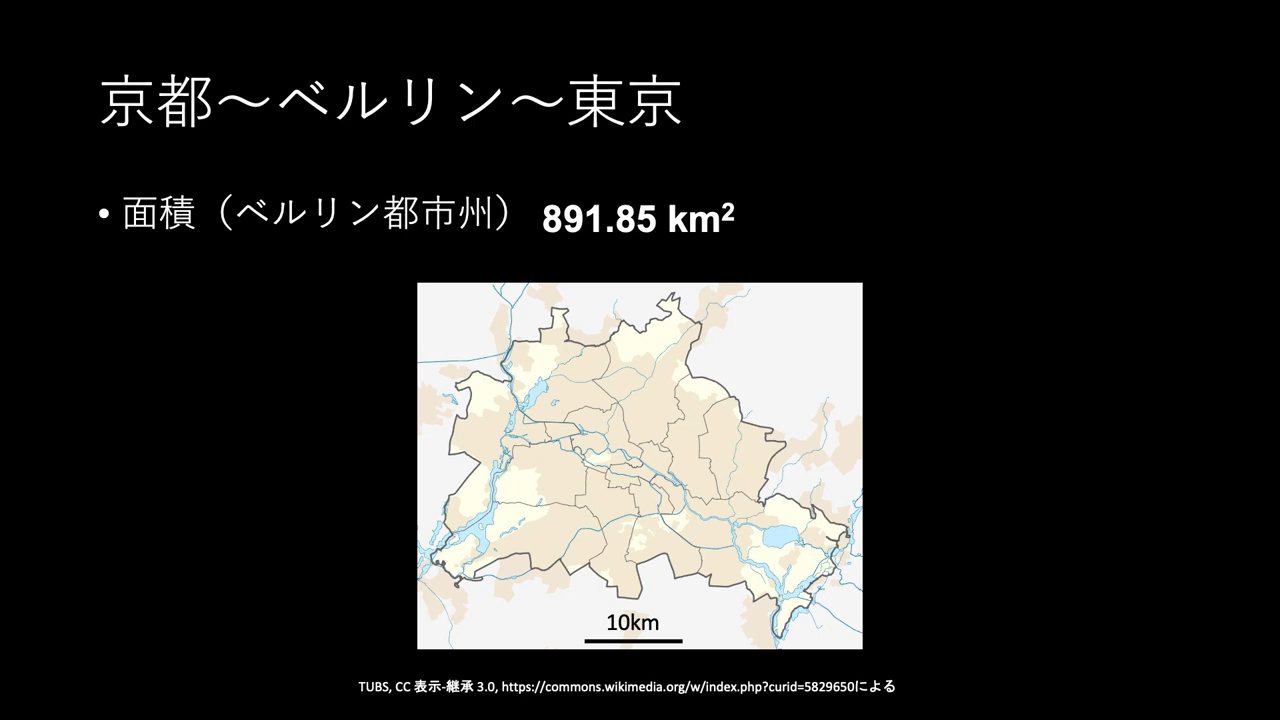 京都～ベルリン～東京
• 面積（ベルリン都市州） 891.85 km²
10km
TUBS, CC 表示-継承 3.0, https://commons.wikimedia.org/w/index.php?curid=5829650による